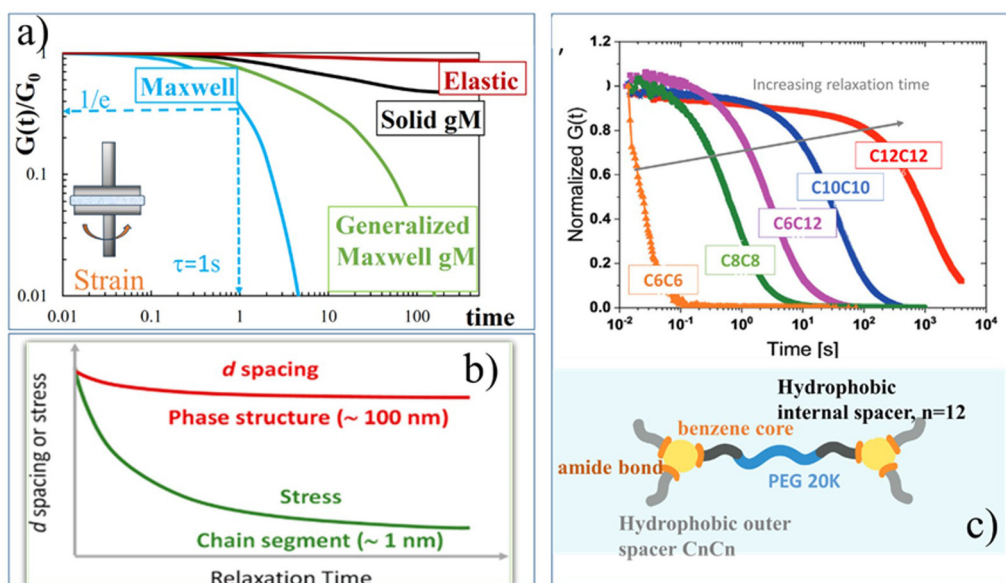 a)
G(t)/G₀
1
0.1
0.01
0.01
0.1
1
10
100
time
Elastic
Maxwell
1/e
Solid gM
Generalized
Maxwell gM
τ=1s
Strain
b)
d spacing
Phase structure (~ 100 nm)
Stress
Chain segment (~ 1 nm)
d spacing or stress
Relaxation Time
,
Normalized G(t)
1.2
1
0.8
0.6
0.4
0.2
0.0
10⁻²
10⁻¹
10⁰
10¹
10²
10³
10⁴
Time [s]
Increasing relaxation time
C12C12
C10C10
C6C12
C8C8
C6C6
Hydrophobic
internal spacer, n=12
benzene core
amide bond
PEG 20K
Hydrophobic outer
spacer CnCn
c)